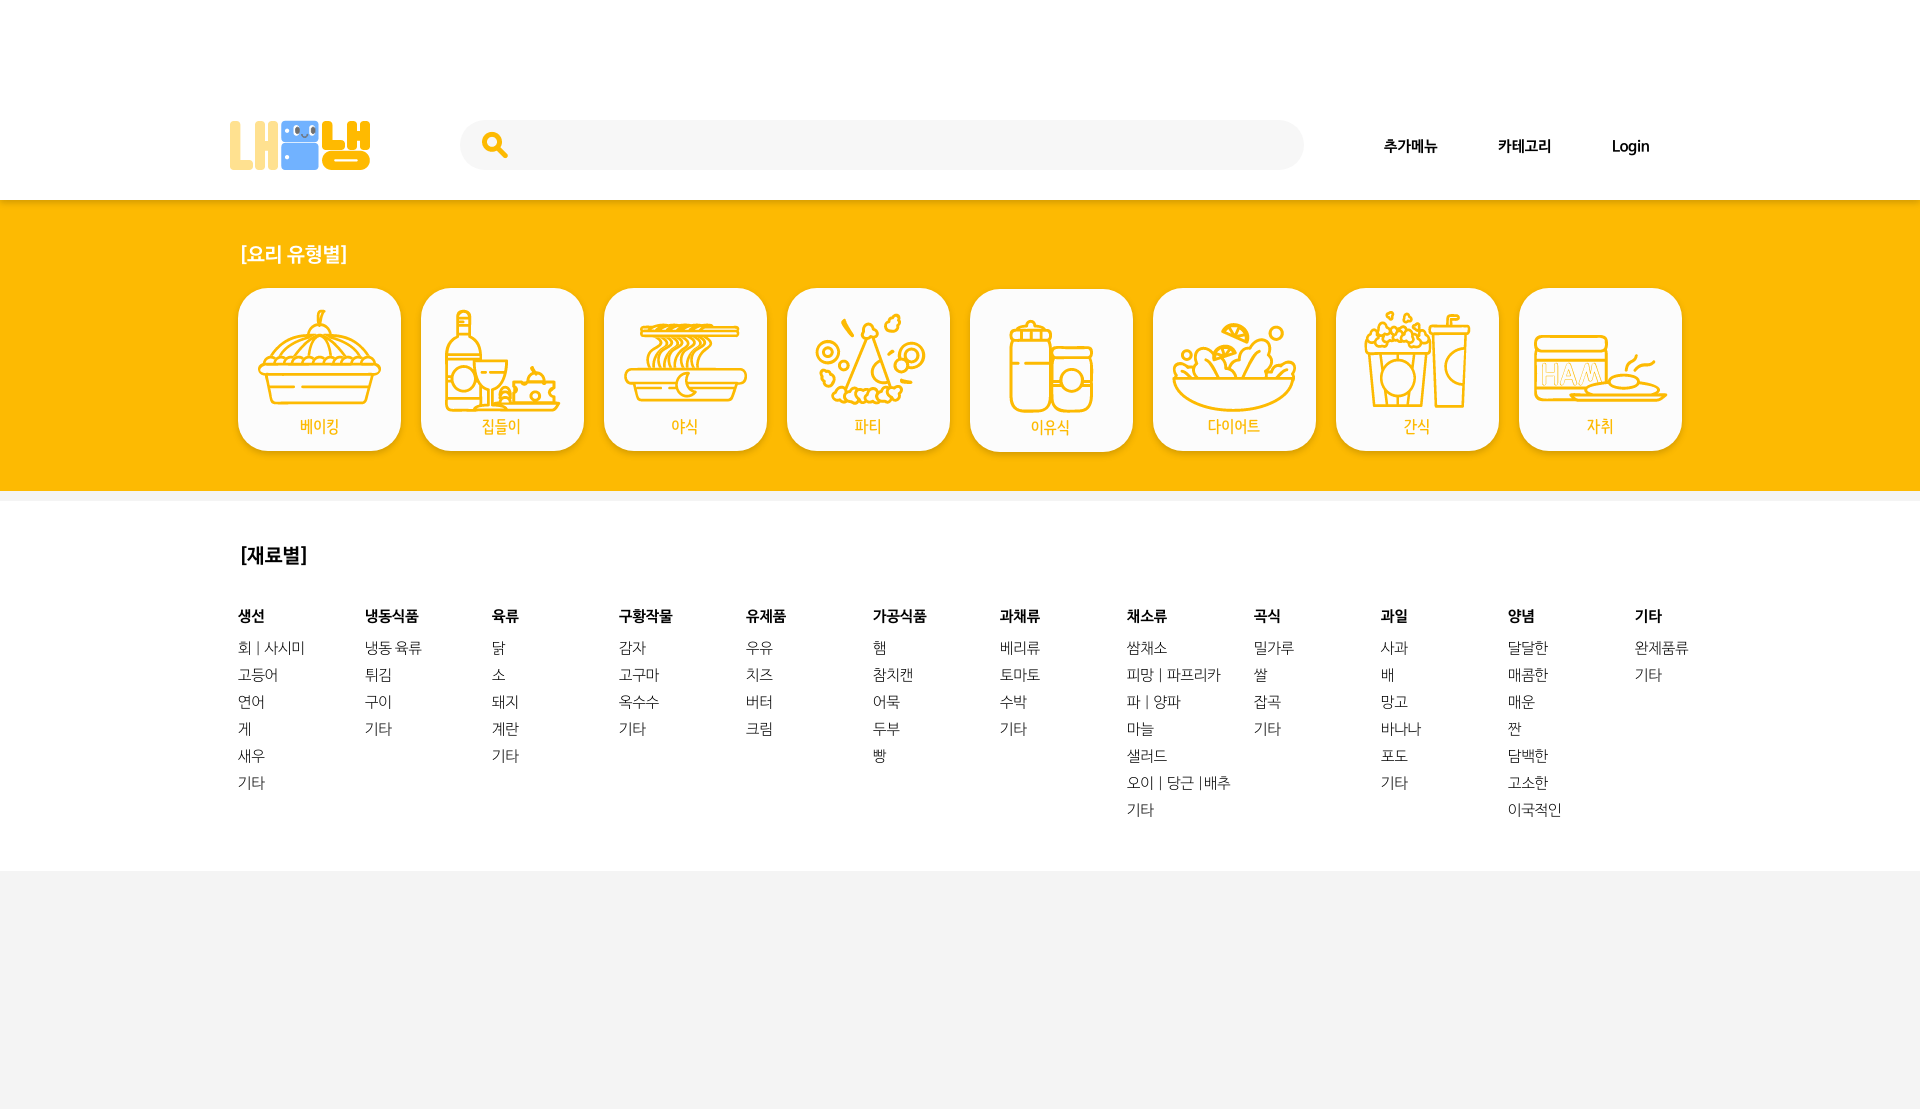 내 냉
추가메뉴 카테고리 Login
[요리 유형별]
베이킹 집들이 야식 파티 이유식 다이어트 간식 자취
HAM
[재료별]
생선 냉동식품 육류 구황작물 유제품 가공식품 과채류 채소류 곡식 과일 양념 기타
회 | 사시미 냉동 육류 닭 감자 우유 햄 베리류 쌈채소 밀가루 사과 달달한 완제품류
고등어 튀김 소 고구마 치즈 참치캔 토마토 피망 | 파프리카 쌀 배 매콤한 기타
연어 구이 돼지 옥수수 버터 어묵 수박 파 | 양파 잡곡 망고 매운
게 기타 계란 기타 크림 두부 기타 마늘 기타 바나나 짠
새우 기타 빵 샐러드 포도 담백한
기타 오이 | 당근 |배추 기타 고소한
기타 이국적인